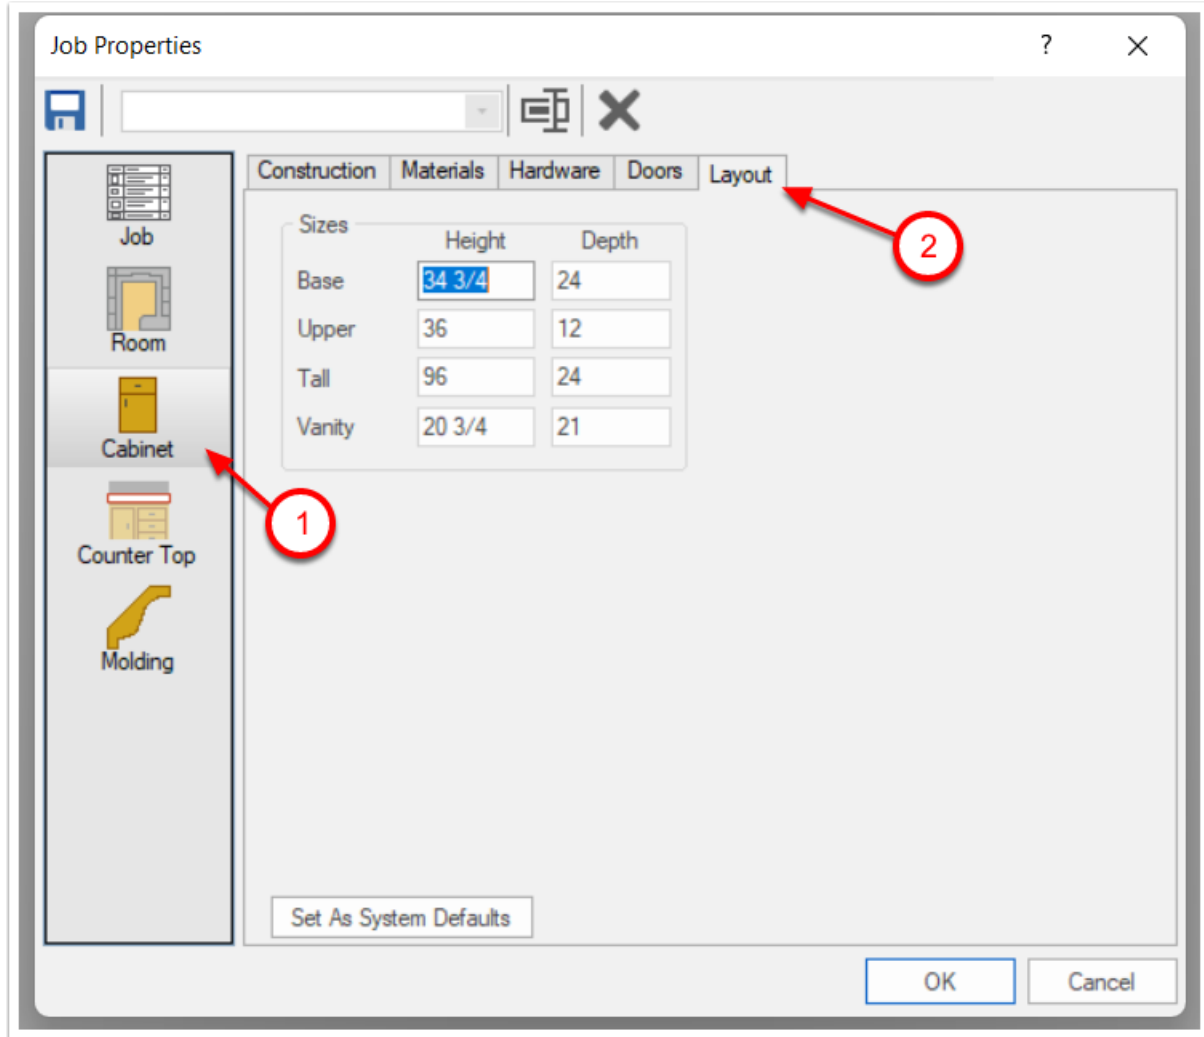 Job Properties
?
Construction Materials Hardware Doors Layout
Job
Room
Cabinet
Counter Top
Molding
Sizes
Height Depth
Base 34 3/4 24
Upper 36 12
Tall 96 24
Vanity 20 3/4 21
1
2
Set As System Defaults
OK Cancel